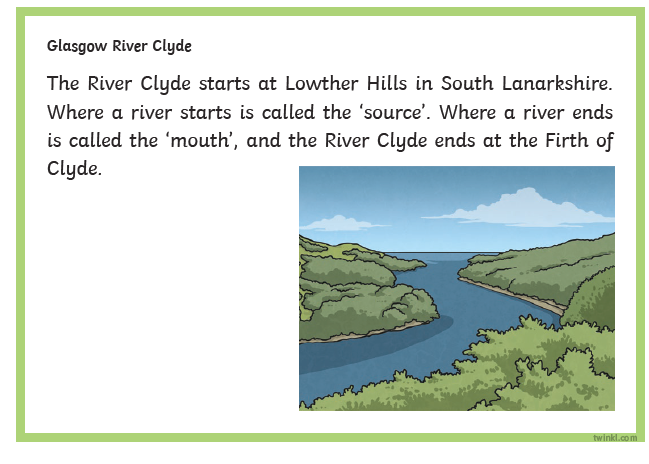 Glasgow River Clyde
The River Clyde starts at Lowther Hills in South Lanarkshire.
Where a river starts is called the ‘source’. Where a river ends
is called the ‘mouth’, and the River Clyde ends at the Firth of
Clyde.
twinkl.com